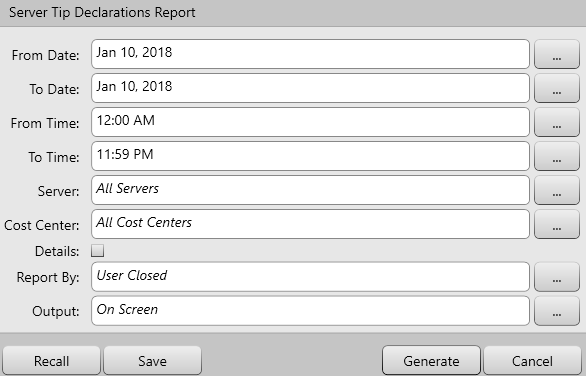 Server Tip Declarations Report
From Date: Jan 10, 2018 ...
To Date: Jan 10, 2018 ...
From Time: 12:00 AM ...
To Time: 11:59 PM ...
Server: All Servers ...
Cost Center: All Cost Centers ...
Details:
Report By: User Closed ...
Output: On Screen ...
Recall Save Generate Cancel